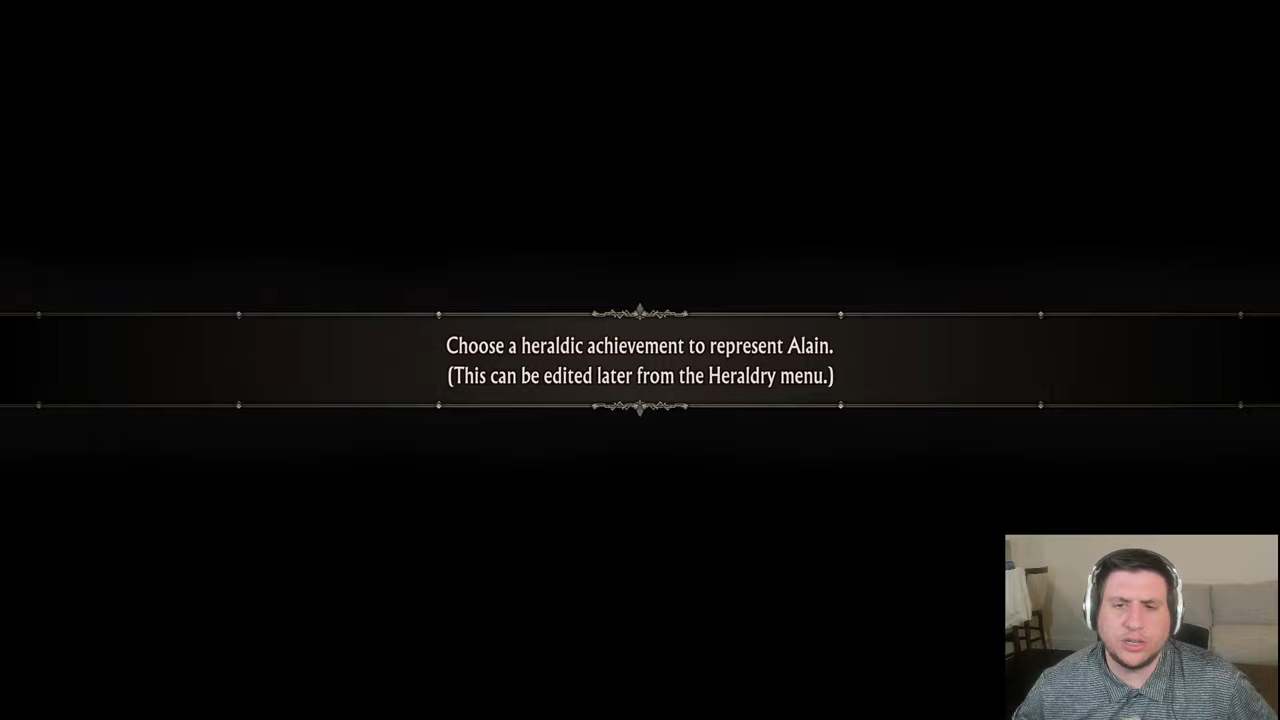 Choose a heraldic achievement to represent Alain.
(This can be edited later from the Heraldry menu.)